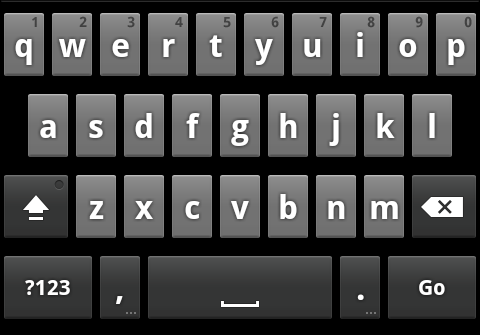 1 2 3 4 5 6 7 8 9 0
q w e r t y u i o p
a s d f g h j k l
z x c v b n m
?123 , ... . ... Go